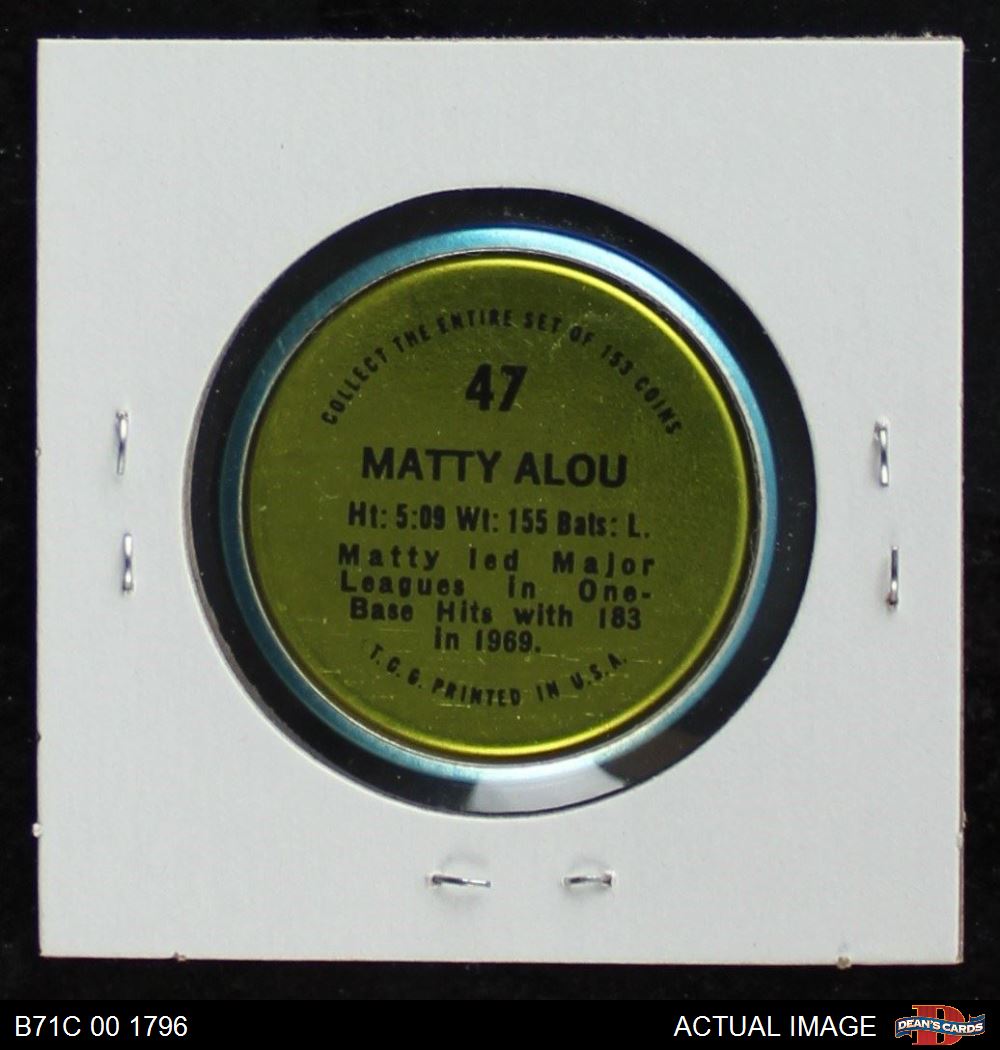 COLLECT THE ENTIRE SET OF 153 COINS
47
MATTY ALOU
Ht: 5:09 Wt: 155 Bats: L.
Matty led Major
Leagues in One-
Base Hits with 183
in 1969.
T.C.G. PRINTED IN U.S.A.
B71C 00 1796
ACTUAL IMAGE
D
DEAN'S CARDS